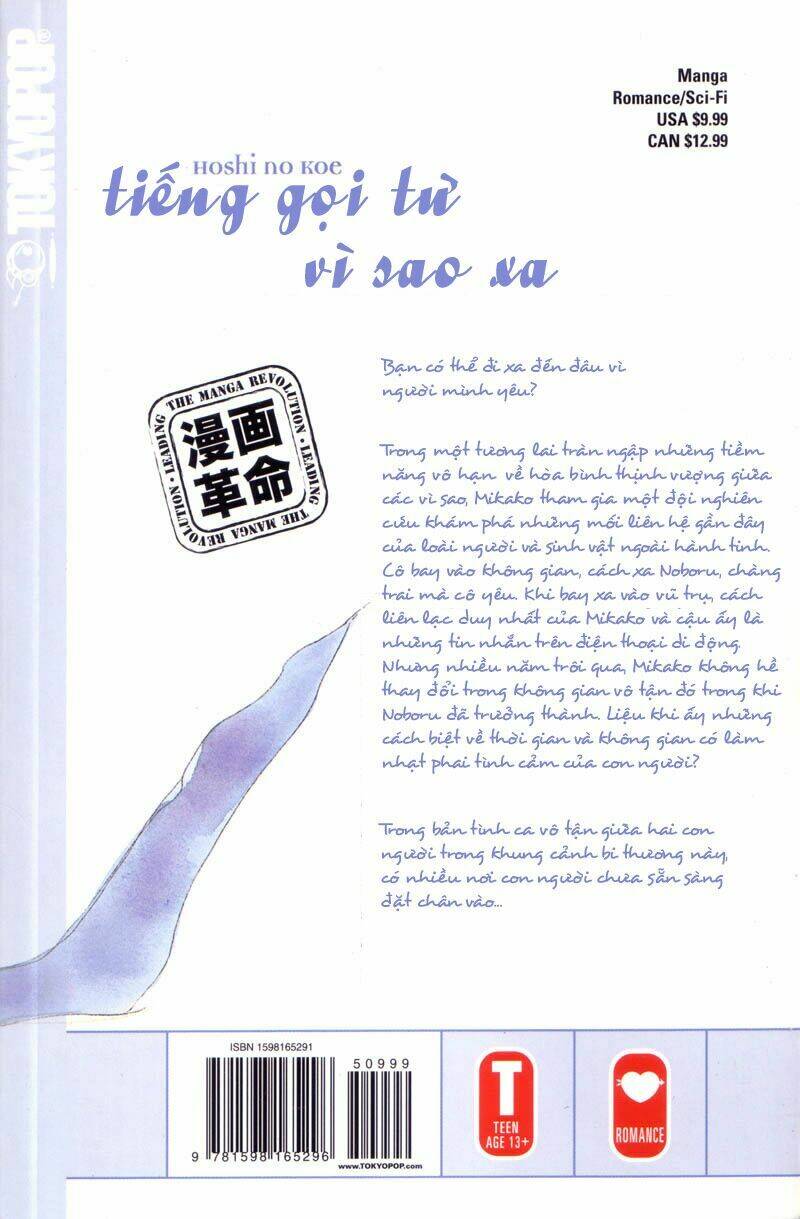 TOKYOPOP®
Manga
Romance/Sci-Fi
USA $9.99
CAN $12.99
Hoshi no Koe
tiếng gọi từ
vì sao xa
LEADING THE MANGA REVOLUTION • LEADING THE MANGA REVOLUTION •
漫画
革命
Bạn có thể đi xa đến đâu vì
người mình yêu?
Trong một tương lai tràn ngập những tiềm
năng vô hạn về hòa bình thịnh vượng giữa
các vì sao, Mikako tham gia một đội nghiên
cứu khám phá những mối liên hệ gần đây
của loài người và sinh vật ngoài hành tinh.
Cô bay vào không gian, cách xa Noboru, chàng
trai mà cô yêu. Khi bay xa vào vũ trụ, cách
liên lạc duy nhất của Mikako và cậu ấy là
những tin nhắn trên điện thoại di động.
Nhưng nhiều năm trôi qua, Mikako không hề
thay đổi trong không gian vô tận đó trong khi
Noboru đã trưởng thành. Liệu khi ấy những
cách biệt về thời gian và không gian có làm
nhạt phai tình cảm của con người?
Trong bản tình ca vô tận giữa hai con
người trong khung cảnh bi thương này,
có nhiều nơi con người chưa sẵn sàng
đặt chân vào...
ISBN 1598165291
50999
9 781598 165296
www.TOKYOPOP.com
T
TEEN
AGE 13+
ROMANCE